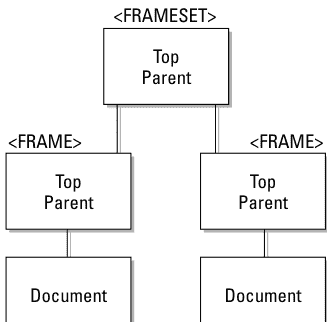 <FRAMESET>
Top
Parent
<FRAME>
<FRAME>
Top
Parent
Top
Parent
Document
Document